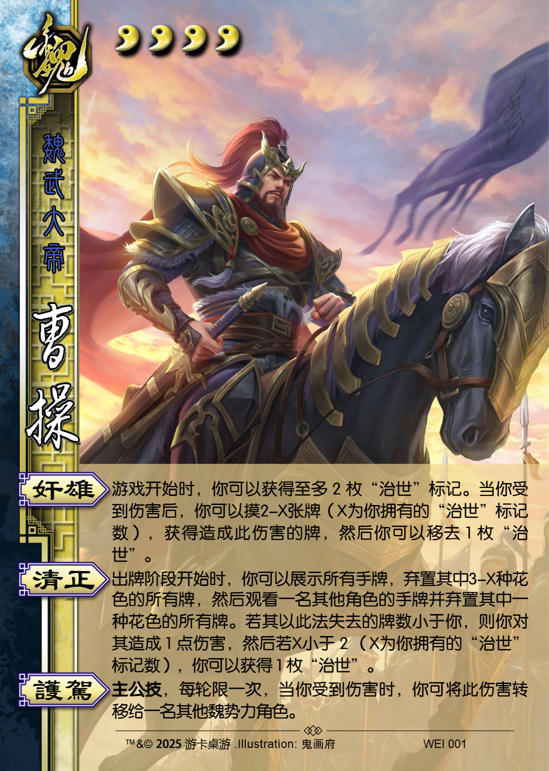 魏
魏武大帝
曹操
奸雄
游戏开始时，你可以获得至多 2 枚“治世”标记。当你受
到伤害后，你可以摸2-X张牌（X为你拥有的“治世”标记
数），获得造成此伤害的牌，然后你可以移去1枚“治
世”。
清正
出牌阶段开始时，你可以展示所有手牌，弃置其中3-X种花
色的所有牌，然后观看一名其他角色的手牌并弃置其中一
种花色的所有牌。若其以此法失去的牌数小于你，则你对
其造成1点伤害，然后若X小于 2 （X为你拥有的“治世”
标记数），你可以获得1枚“治世”。
護駕
主公技，每轮限一次，当你受到伤害时，你可将此伤害转
移给一名其他魏势力角色。
™&© 2025 游卡桌游 .Illustration: 鬼画府
WEI 001